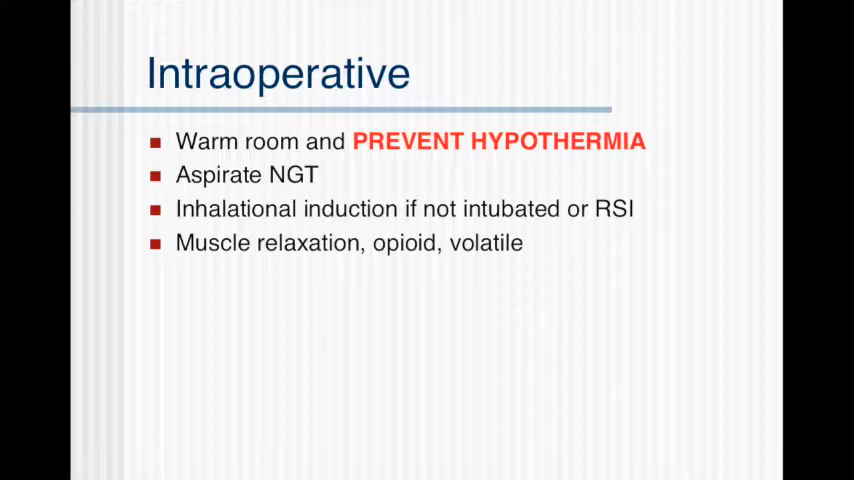 Intraoperative
Warm room and PREVENT HYPOTHERMIA
Aspirate NGT
Inhalational induction if not intubated or RSI
Muscle relaxation, opioid, volatile